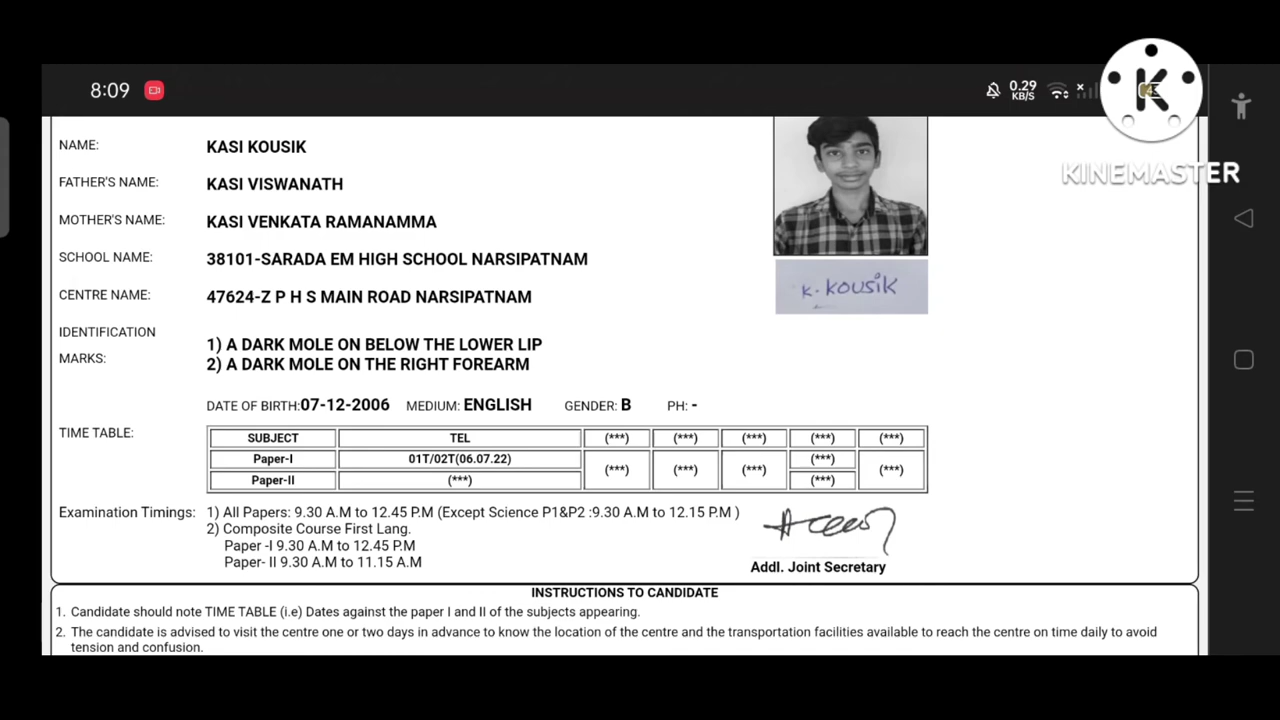 8:09
0.29
KB/S
K
KINEMASTER
NAME: KASI KOUSIK
FATHER'S NAME: KASI VISWANATH
MOTHER'S NAME: KASI VENKATA RAMANAMMA
SCHOOL NAME: 38101-SARADA EM HIGH SCHOOL NARSIPATNAM
CENTRE NAME: 47624-Z P H S MAIN ROAD NARSIPATNAM
K. KOUSIK
IDENTIFICATION
MARKS:
1) A DARK MOLE ON BELOW THE LOWER LIP
2) A DARK MOLE ON THE RIGHT FOREARM
DATE OF BIRTH:07-12-2006 MEDIUM: ENGLISH GENDER: B PH: -
TIME TABLE:
SUBJECT TEL (***) (***) (***) (***) (***)
Paper-I 01T/02T(06.07.22) (***) (***) (***) (***) (***)
Paper-II (***) (***)
Examination Timings: 1) All Papers: 9.30 A.M to 12.45 P.M (Except Science P1&P2 :9.30 A.M to 12.15 P.M )
2) Composite Course First Lang.
Paper -I 9.30 A.M to 12.45 P.M
Paper- II 9.30 A.M to 11.15 A.M
Addl. Joint Secretary
INSTRUCTIONS TO CANDIDATE
1. Candidate should note TIME TABLE (i.e) Dates against the paper I and II of the subjects appearing.
2. The candidate is advised to visit the centre one or two days in advance to know the location of the centre and the transportation facilities available to reach the centre on time daily to avoid
tension and confusion.